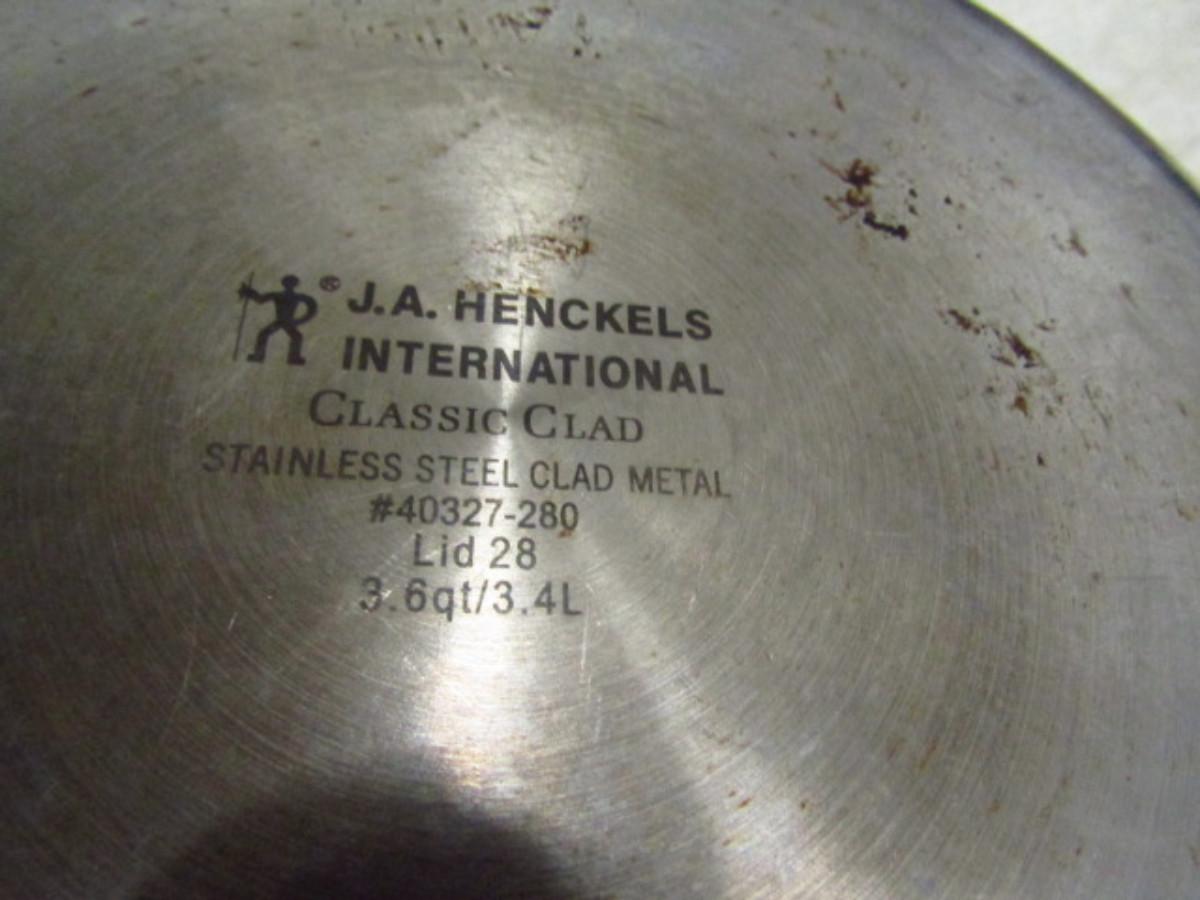 ® J.A. HENCKELS
INTERNATIONAL
CLASSIC CLAD
STAINLESS STEEL CLAD METAL
#40327-280
Lid 28
3.6qt/3.4L